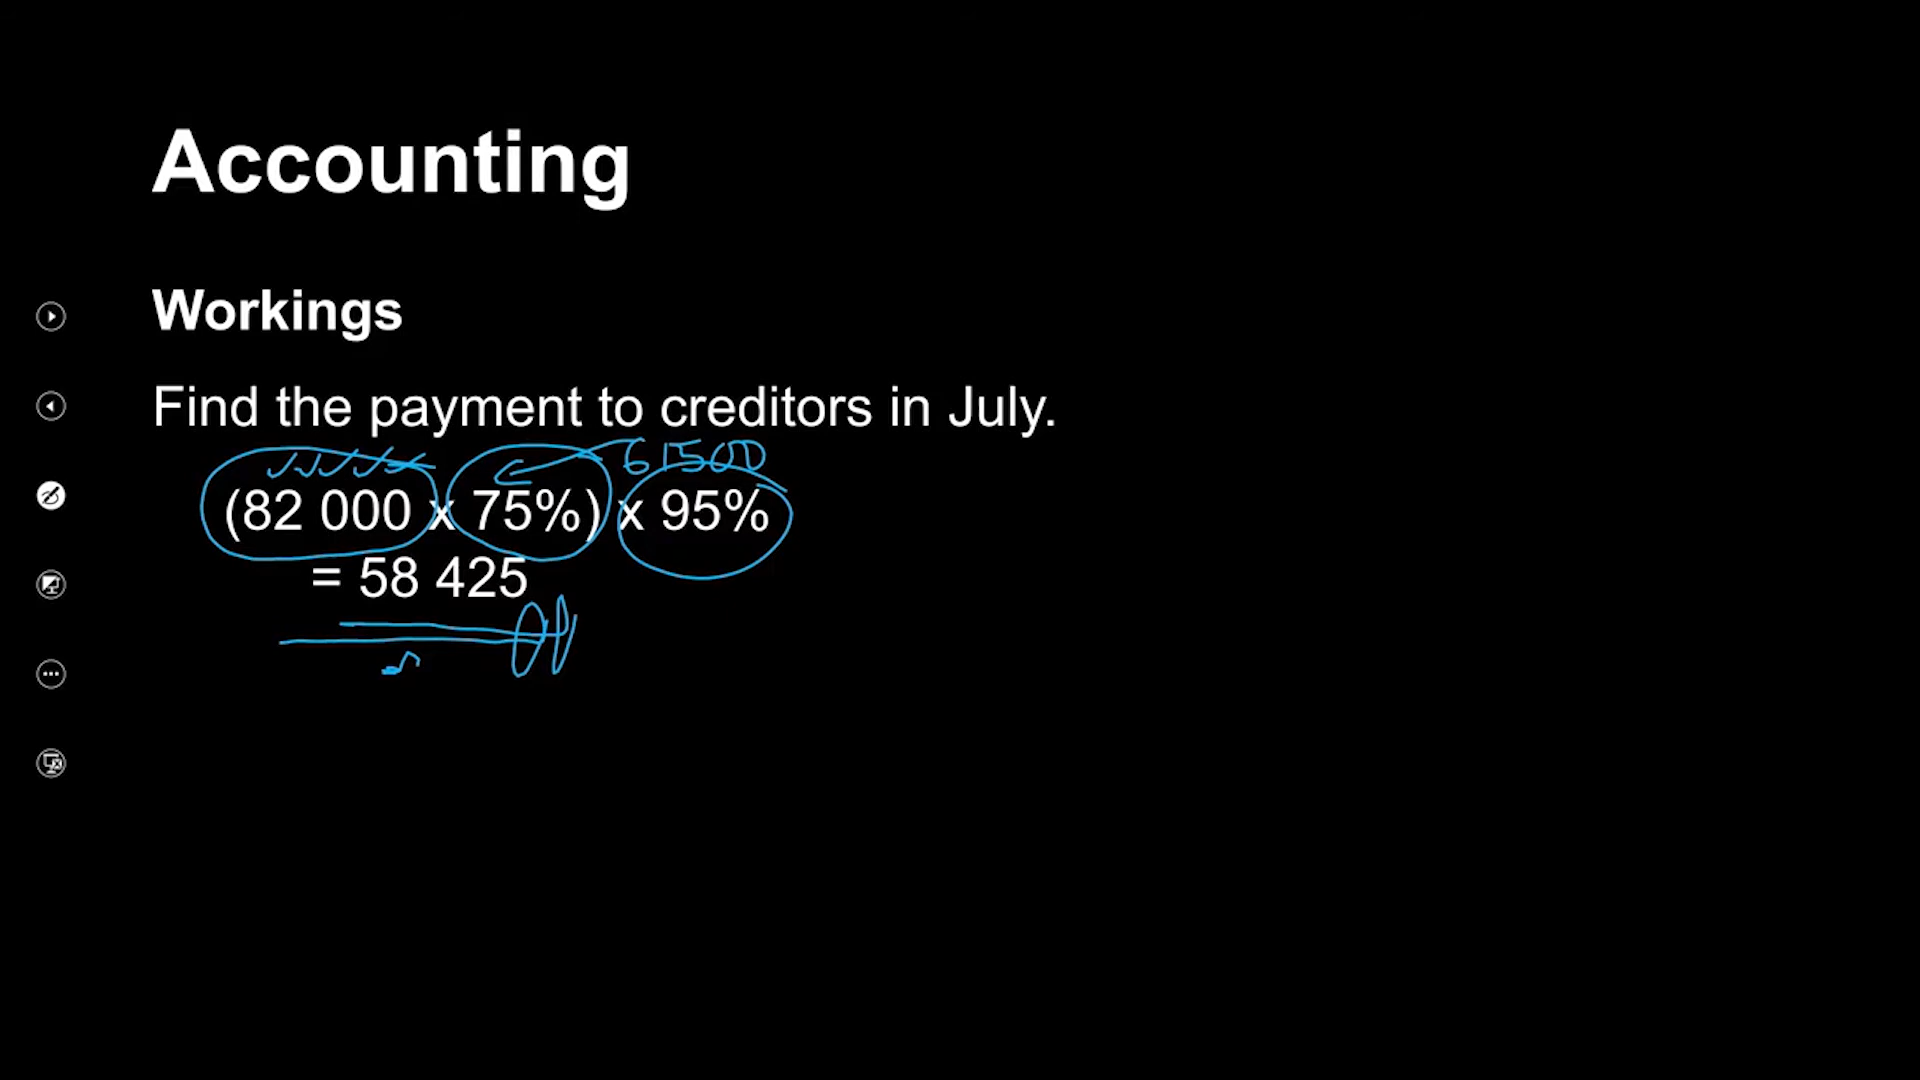 Accounting
Workings
Find the payment to creditors in July.
61500
(82 000 x 75%) x 95%
= 58 425